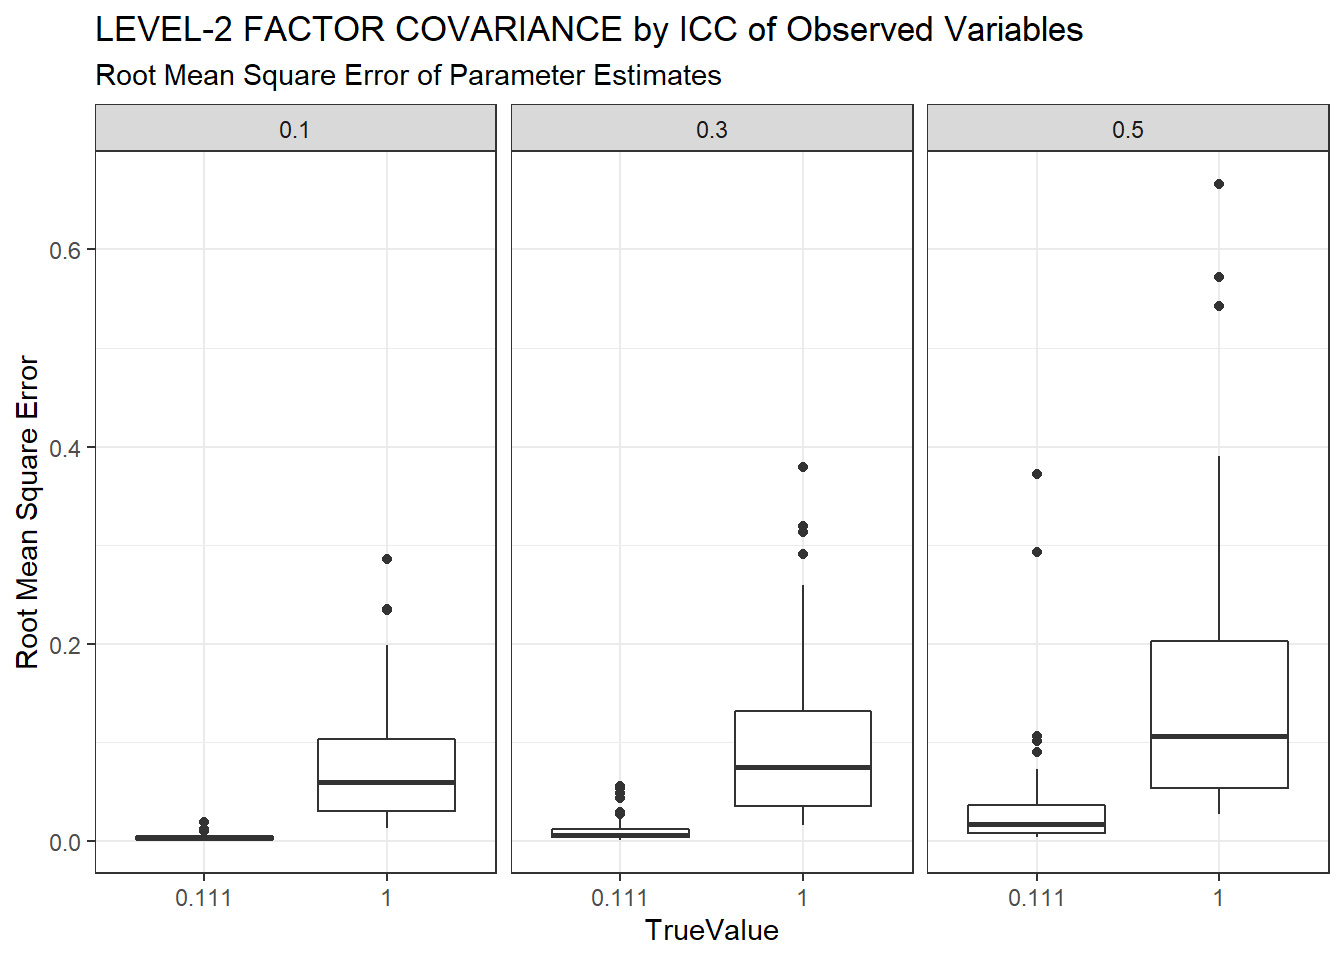 LEVEL-2 FACTOR COVARIANCE by ICC of Observed Variables
Root Mean Square Error of Parameter Estimates
0.1 0.3 0.5
Root Mean Square Error
0.6
0.4
0.2
0.0
0.111 1 0.111 1 0.111 1
TrueValue